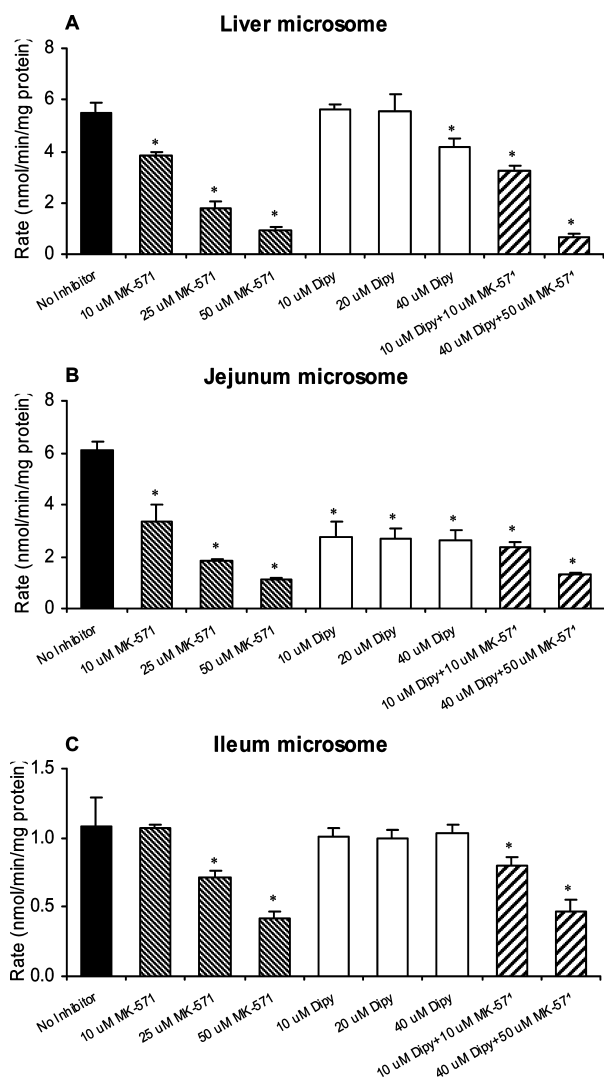 A
Liver microsome
Rate (nmol/min/mg protein)
8
6
4
2
0
*
*
*
*
*
*
No Inhibitor
10 uM MK-571
25 uM MK-571
50 uM MK-571
10 uM Dipy
20 uM Dipy
40 uM Dipy
10 uM Dipy+10 uM MK-571
40 uM Dipy+50 uM MK-571
B
Jejunum microsome
Rate (nmol/min/mg protein)
8
6
4
2
0
*
*
*
*
*
*
*
*
No Inhibitor
10 uM MK-571
25 uM MK-571
50 uM MK-571
10 uM Dipy
20 uM Dipy
40 uM Dipy
10 uM Dipy+10 uM MK-571
40 uM Dipy+50 uM MK-571
C
Ileum microsome
Rate (nmol/min/mg protein)
1.5
1.0
0.5
0.0
*
*
*
*
No Inhibitor
10 uM MK-571
25 uM MK-571
50 uM MK-571
10 uM Dipy
20 uM Dipy
40 uM Dipy
10 uM Dipy+10 uM MK-571
40 uM Dipy+50 uM MK-571